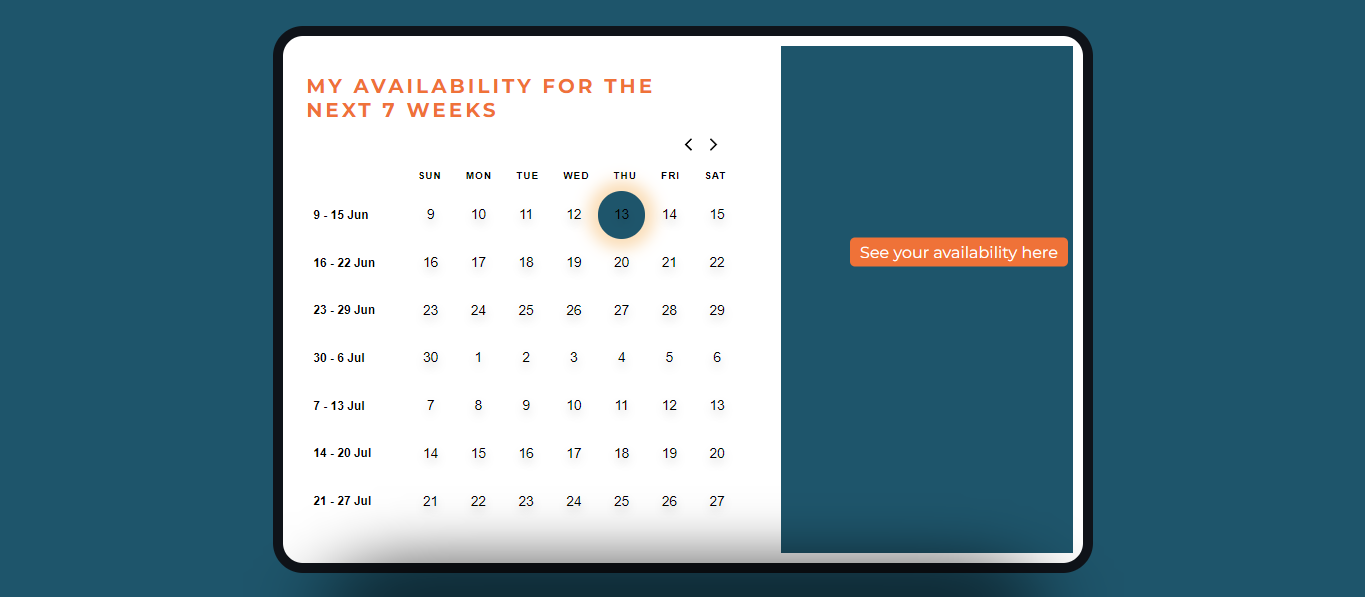 MY AVAILABILITY FOR THE
NEXT 7 WEEKS
SUN MON TUE WED THU FRI SAT
9 - 15 Jun 9 10 11 12 13 14 15
16 - 22 Jun 16 17 18 19 20 21 22
23 - 29 Jun 23 24 25 26 27 28 29
30 - 6 Jul 30 1 2 3 4 5 6
7 - 13 Jul 7 8 9 10 11 12 13
14 - 20 Jul 14 15 16 17 18 19 20
21 - 27 Jul 21 22 23 24 25 26 27
See your availability here